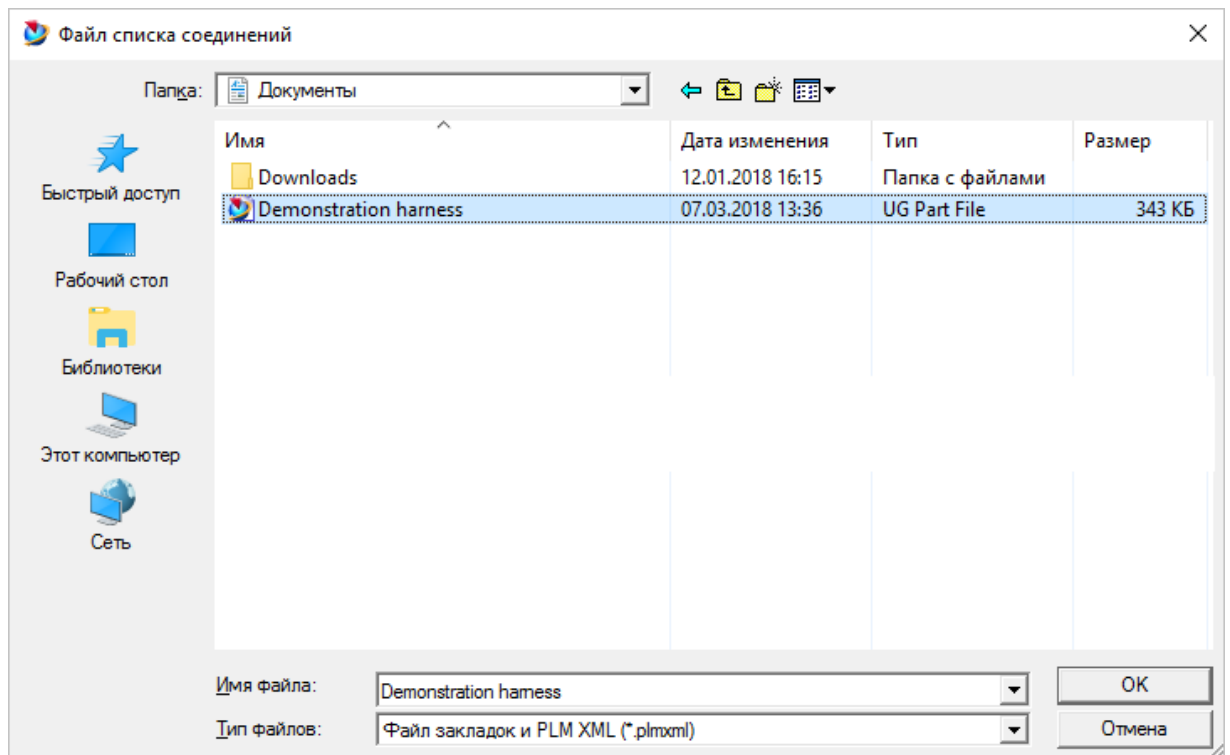 Файл списка соединений
Папка: Документы
Имя Дата изменения Тип Размер
Downloads 12.01.2018 16:15 Папка с файлами
Demonstration harness 07.03.2018 13:36 UG Part File 343 КБ
Быстрый доступ
Рабочий стол
Библиотеки
Этот компьютер
Сеть
Имя файла: Demonstration harness OK
Тип файлов: Файл закладок и PLM XML (*.plmxml) Отмена